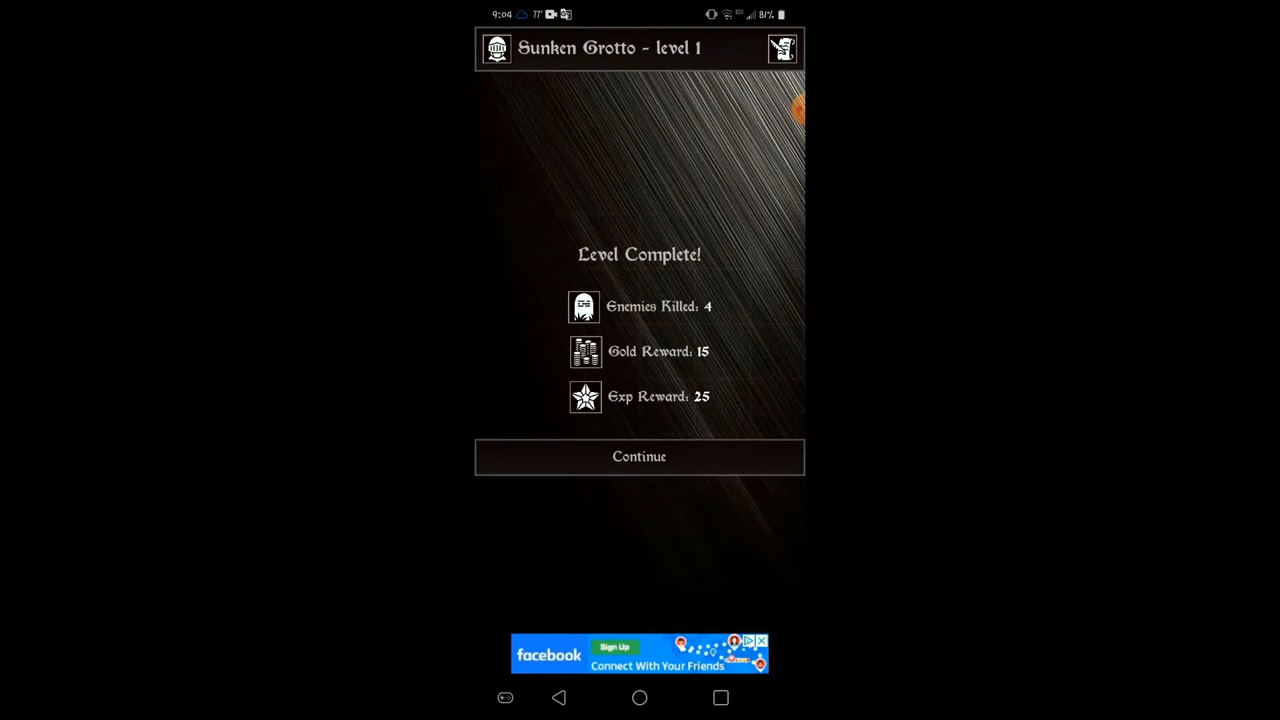 9:04 77° 81%
Sunken Grotto - level 1
Level Complete!
Enemies Killed: 4
Gold Reward: 15
Exp Reward: 25
Continue
facebook
Sign Up
Connect With Your Friends